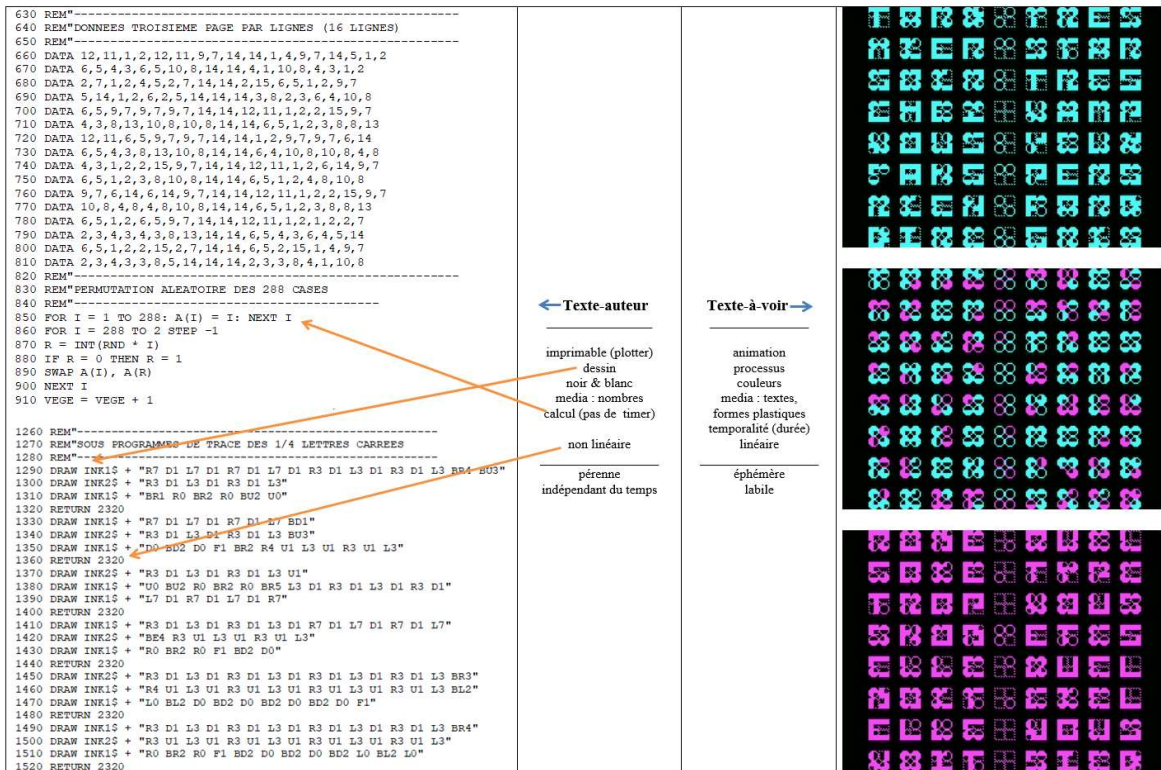 630 REM"--------------------------------------------------
640 REM"DONNEES TROISIEME PAGE PAR LIGNES (16 LIGNES)
650 REM"--------------------------------------------------
660 DATA 12,11,1,2,12,11,9,7,14,14,1,4,9,7,14,5,1,2
670 DATA 6,5,4,3,6,5,10,8,14,14,4,1,10,8,4,3,1,2
680 DATA 2,7,1,2,4,5,2,7,14,14,2,15,6,5,1,2,9,7
690 DATA 5,14,1,2,6,2,5,14,14,14,3,8,2,3,6,4,10,8
700 DATA 6,5,9,7,9,7,9,10,14,14,12,11,1,2,2,15,9,7
710 DATA 4,3,8,13,10,8,10,8,14,14,6,5,1,2,3,8,8,13
720 DATA 12,11,6,5,9,7,9,7,14,14,1,2,9,7,9,7,6,14
730 DATA 6,5,4,3,8,13,10,8,14,14,6,4,10,8,10,8,4,8
740 DATA 4,3,1,2,2,15,9,7,14,14,12,11,1,2,6,14,9,7
750 DATA 6,5,1,2,3,8,10,8,14,14,6,5,1,2,4,8,10,8
760 DATA 9,7,6,14,6,14,9,7,14,14,12,11,1,2,2,15,9,7
770 DATA 10,8,4,8,4,8,10,8,14,14,6,5,1,2,3,8,8,13
780 DATA 6,5,1,2,6,5,9,7,14,14,12,11,1,2,1,2,2,7
790 DATA 2,3,4,3,4,3,8,13,14,14,6,5,4,3,6,4,5,14
800 DATA 6,5,1,2,2,15,2,7,14,14,6,5,2,15,1,4,9,7
810 DATA 2,3,4,3,3,8,5,14,14,14,2,3,3,8,4,1,10,8
820 REM"--------------------------------------------------
830 REM"PERMUTATION ALEATOIRE DES 288 CASES
840 REM"----------------------------------------
850 FOR I = 1 TO 288: A(I) = I: NEXT I
860 FOR I = 288 TO 2 STEP -1
870 R = INT(RND * I)
880 IF R = 0 THEN R = 1
890 SWAP A(I), A(R)
900 NEXT I
910 VEGE = VEGE + 1
1260 REM"-----------------------------------------------
1270 REM"SOUS PROGRAMMES DE TRACE DES 1/4 LETTRES CARREES
1280 REM"-----------------------------------------------
1290 DRAW INK1$ + "R7 D1 L7 D1 R7 D1 L7 D1 R3 D1 L3 D1 R3 D1 L3 BR4 BU3"
1300 DRAW INK2$ + "R3 D1 L3 D1 R3 D1 L3"
1310 DRAW INK1$ + "BR1 R0 BR2 R0 BU2 U0"
1320 RETURN 2320
1330 DRAW INK1$ + "R7 D1 L7 D1 R7 D1 L7 BD1"
1340 DRAW INK2$ + "R3 D1 L3 D1 R3 D1 L3 BU3"
1350 DRAW INK1$ + "D0 BD2 D0 F1 BR2 R4 U1 L3 U1 R3 U1 L3"
1360 RETURN 2320
1370 DRAW INK2$ + "R3 D1 L3 D1 R3 D1 L3 U1"
1380 DRAW INK1$ + "U0 BU2 R0 BR2 R0 BR5 L3 D1 R3 D1 L3 D1 R3 D1"
1390 DRAW INK1$ + "L7 D1 R7 D1 L7 D1 R7"
1400 RETURN 2320
1410 DRAW INK1$ + "R3 D1 L3 D1 R3 D1 L3 D1 R7 D1 L7 D1 R7 D1 L7"
1420 DRAW INK2$ + "BE4 R3 U1 L3 U1 R3 U1 L3"
1430 DRAW INK1$ + "R0 BR2 R0 F1 BD2 D0"
1440 RETURN 2320
1450 DRAW INK2$ + "R3 D1 L3 D1 R3 D1 L3 D1 R3 D1 L3 D1 R3 D1 L3 BR3"
1460 DRAW INK1$ + "R4 U1 L3 U1 R3 U1 L3 U1 R3 U1 L3 U1 R3 U1 L3 BL2"
1470 DRAW INK1$ + "L0 BL2 D0 BD2 D0 BD2 D0 BD2 D0 F1"
1480 RETURN 2320
1490 DRAW INK1$ + "R3 D1 L3 D1 R3 D1 L3 D1 R3 D1 L3 D1 R3 D1 L3 BR4"
1500 DRAW INK2$ + "R3 U1 L3 U1 R3 U1 L3 U1 R3 U1 L3 U1 R3 U1 L3"
1510 DRAW INK1$ + "R0 BR2 R0 F1 BD2 D0 BD2 D0 BD2 L0 BL2 L0"
1520 RETURN 2320
Texte-auteur
imprimable (plotter)
dessin
noir & blanc
media : nombres
calcul (pas de timer)
non linéaire
pérenne
indépendant du temps
Texte-à-voir
animation
processus
couleurs
media : textes,
formes plastiques
temporalité (durée)
linéaire
éphémère
labile